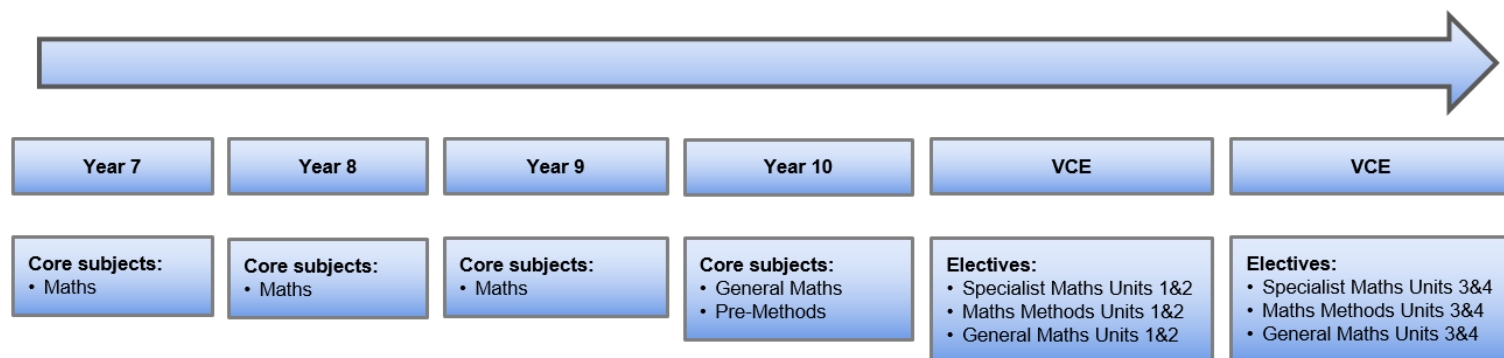 Year 7
Year 8
Year 9
Year 10
VCE
VCE
Core subjects:
• Maths
Core subjects:
• Maths
Core subjects:
• Maths
Core subjects:
• General Maths
• Pre-Methods
Electives:
• Specialist Maths Units 1&2
• Maths Methods Units 1&2
• General Maths Units 1&2
Electives:
• Specialist Maths Units 3&4
• Maths Methods Units 3&4
• General Maths Units 3&4